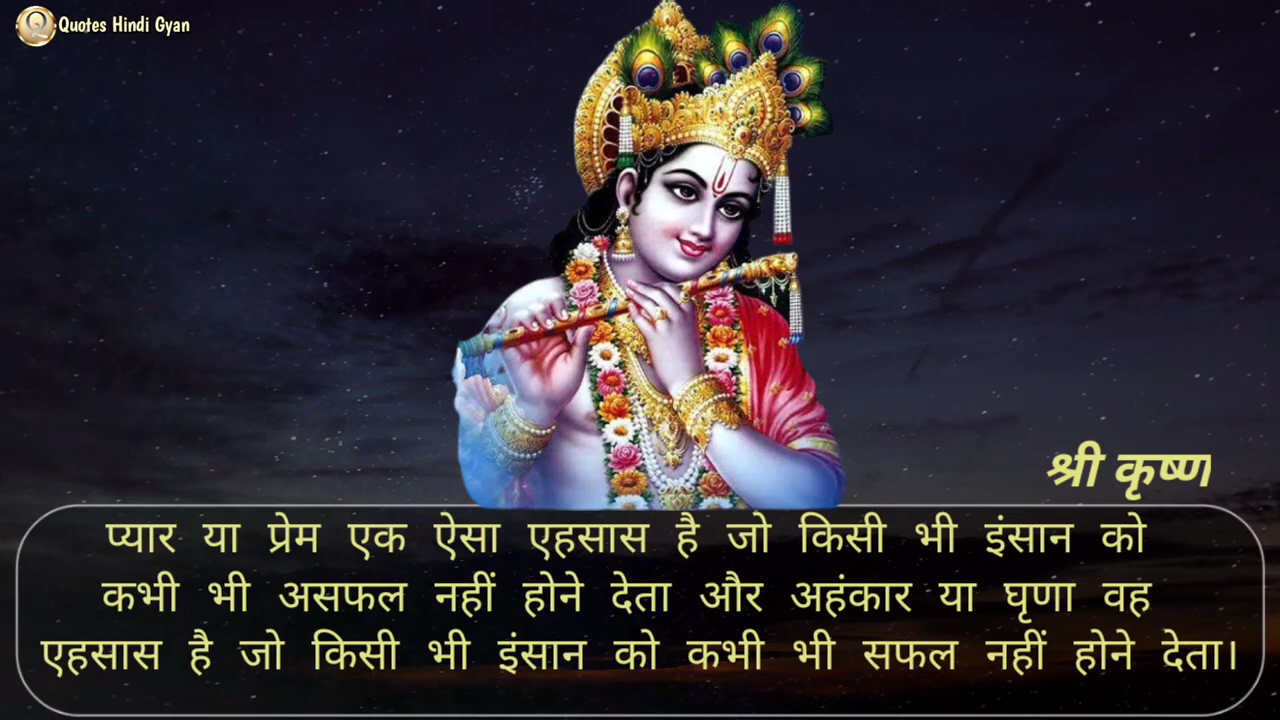 Quotes Hindi Gyan
श्री कृष्ण
प्यार या प्रेम एक ऐसा एहसास है जो किसी भी इंसान को
कभी भी असफल नहीं होने देता और अहंकार या घृणा वह
एहसास है जो किसी भी इंसान को कभी भी सफल नहीं होने देता।